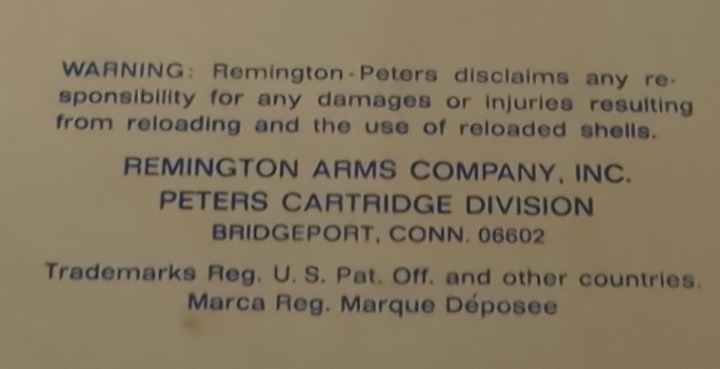 WARNING: Remington-Peters disclaims any re-
sponsibility for any damages or injuries resulting
from reloading and the use of reloaded shells.
REMINGTON ARMS COMPANY, INC.
PETERS CARTRIDGE DIVISION
BRIDGEPORT, CONN. 06602
Trademarks Reg. U.S. Pat. Off. and other countries.
Marca Reg. Marque Déposee